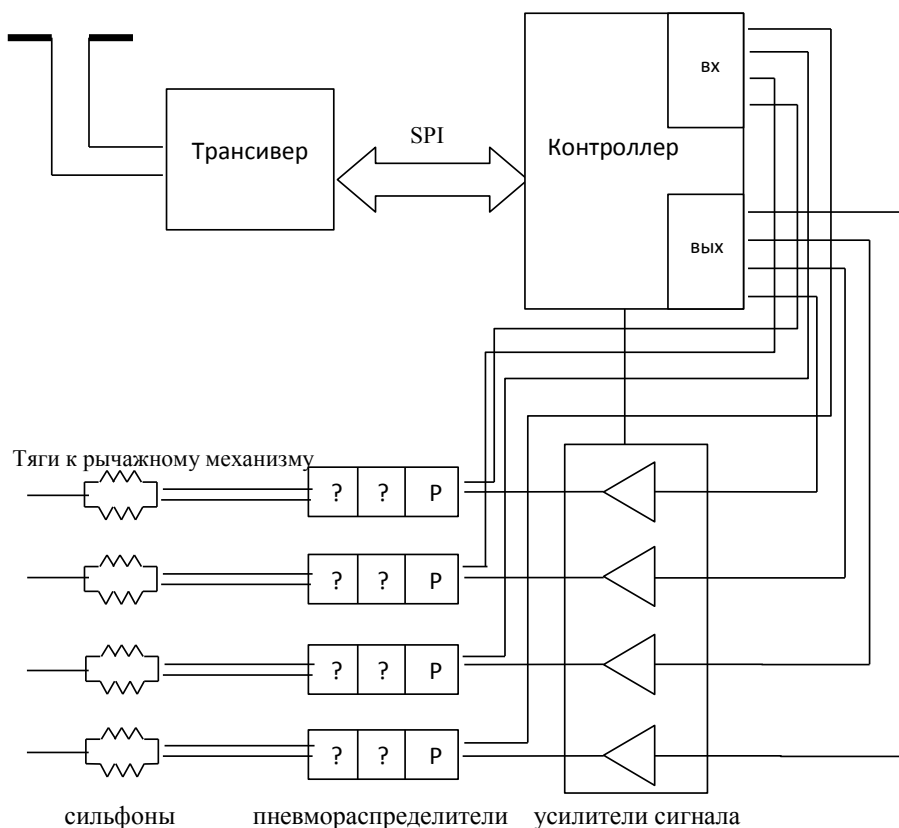 вх
SPI
Трансивер
Контроллер
вых
Тяги к рычажному механизму
? ? P
? ? P
? ? P
? ? P
сильфоны пневмораспределители усилители сигнала